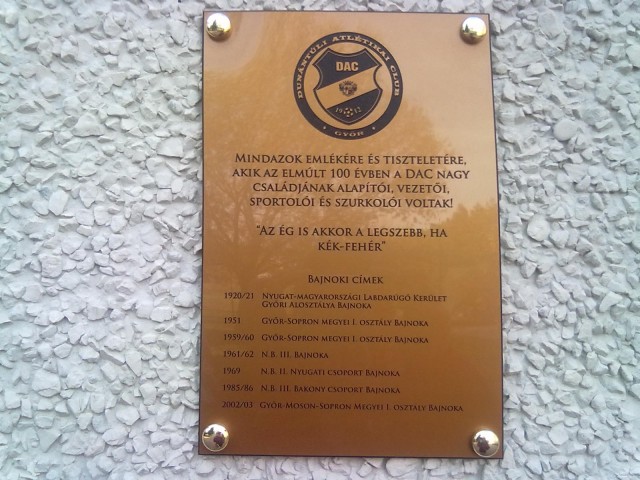 DUNÁNTÚLI ATLÉTIKAI CLUB
DAC
19 12
GYŐR
MINDAZOK EMLÉKÉRE ÉS TISZTELETÉRE,
AKIK AZ ELMÚLT 100 ÉVBEN A DAC NAGY
CSALÁDJÁNAK ALAPÍTÓI, VEZETŐI,
SPORTOLÓI ÉS SZURKOLÓI VOLTAK!
"AZ ÉG IS AKKOR A LEGSZEBB, HA
KÉK-FEHÉR"
BAJNOKI CÍMEK
1920/21 NYUGAT-MAGYARORSZÁGI LABDARÚGÓ KERÜLET
GYŐRI ALOSZTÁLYA BAJNOKA
1951 GYŐR-SOPRON MEGYEI I. OSZTÁLY BAJNOKA
1959/60 GYŐR-SOPRON MEGYEI I. OSZTÁLY BAJNOKA
1961/62 N.B. III. BAJNOKA
1969 N.B. II. NYUGATI CSOPORT BAJNOKA
1985/86 N.B. III. BAKONY CSOPORT BAJNOKA
2002/03 GYŐR-MOSON-SOPRON MEGYEI I. OSZTÁLY BAJNOKA